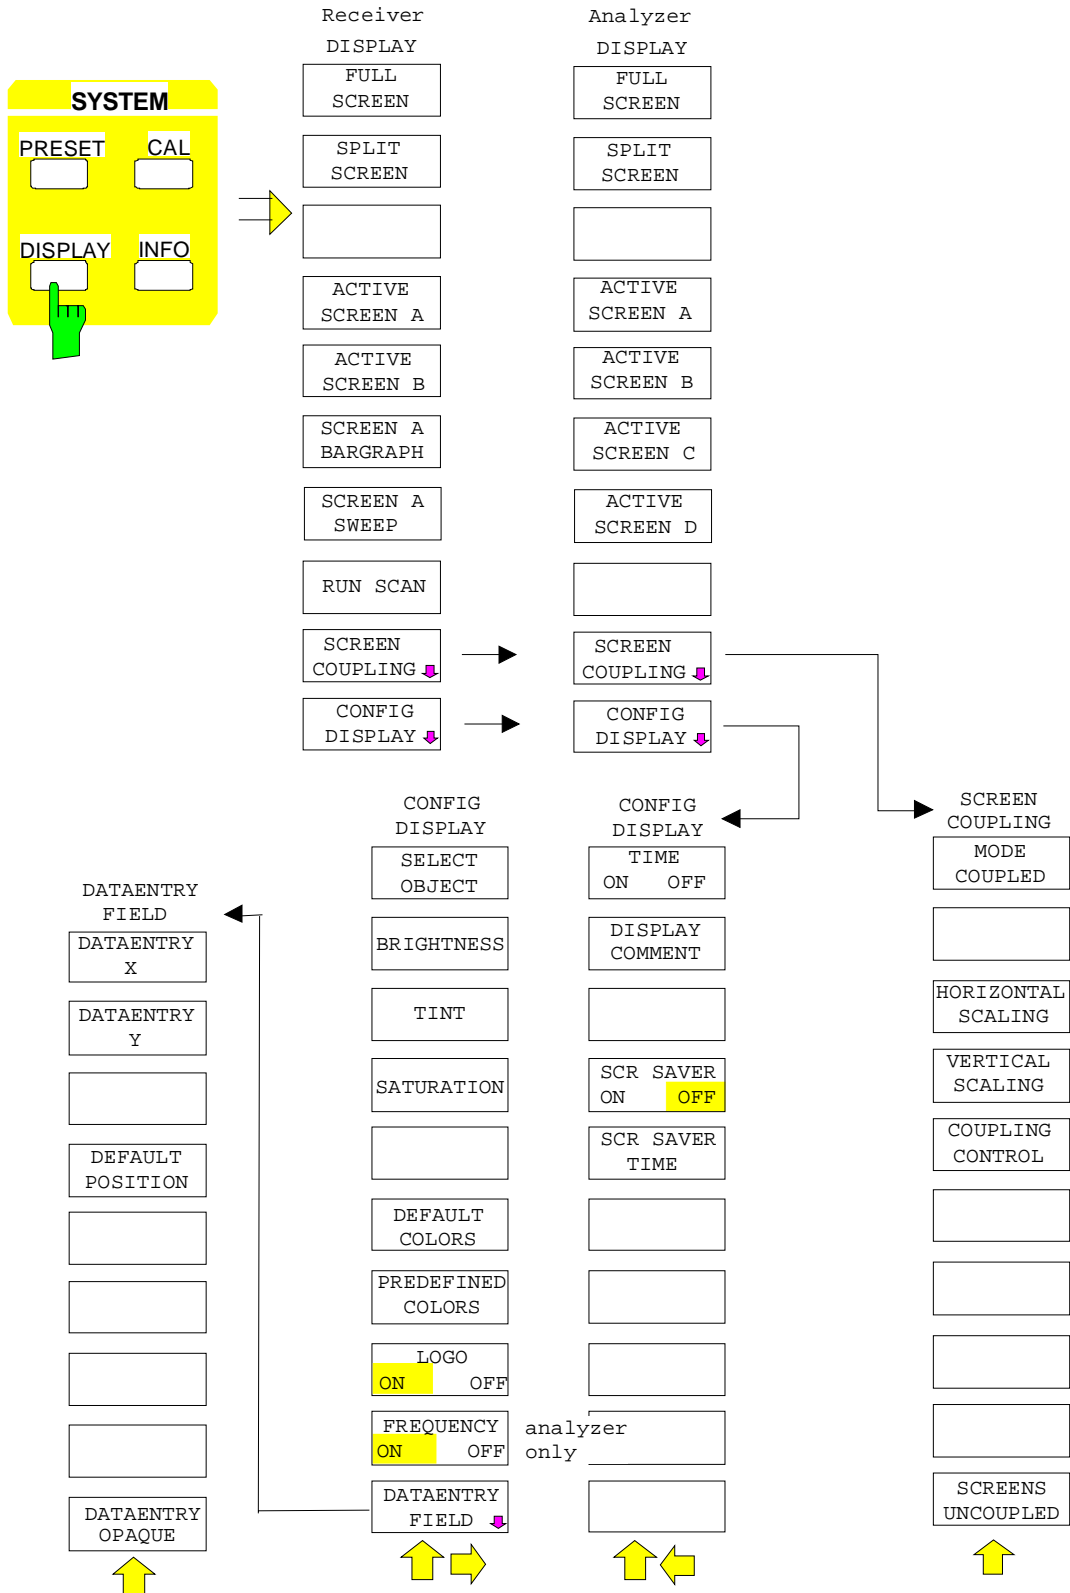 Receiver
DISPLAY
FULL
SCREEN
SPLIT
SCREEN
ACTIVE
SCREEN A
ACTIVE
SCREEN B
SCREEN A
BARGRAPH
SCREEN A
SWEEP
RUN SCAN
SCREEN
COUPLING
CONFIG
DISPLAY
Analyzer
DISPLAY
FULL
SCREEN
SPLIT
SCREEN
ACTIVE
SCREEN A
ACTIVE
SCREEN B
ACTIVE
SCREEN C
ACTIVE
SCREEN D
SCREEN
COUPLING
CONFIG
DISPLAY
SYSTEM
PRESET CAL
DISPLAY INFO
DATAENTRY
FIELD
DATAENTRY
X
DATAENTRY
Y
DEFAULT
POSITION
DATAENTRY
OPAQUE
CONFIG
DISPLAY
SELECT
OBJECT
BRIGHTNESS
TINT
SATURATION
DEFAULT
COLORS
PREDEFINED
COLORS
LOGO
ON OFF
FREQUENCY
ON OFF
analyzer
only
DATAENTRY
FIELD
CONFIG
DISPLAY
TIME
ON OFF
DISPLAY
COMMENT
SCR SAVER
ON OFF
SCR SAVER
TIME
SCREEN
COUPLING
MODE
COUPLED
HORIZONTAL
SCALING
VERTICAL
SCALING
COUPLING
CONTROL
SCREENS
UNCOUPLED